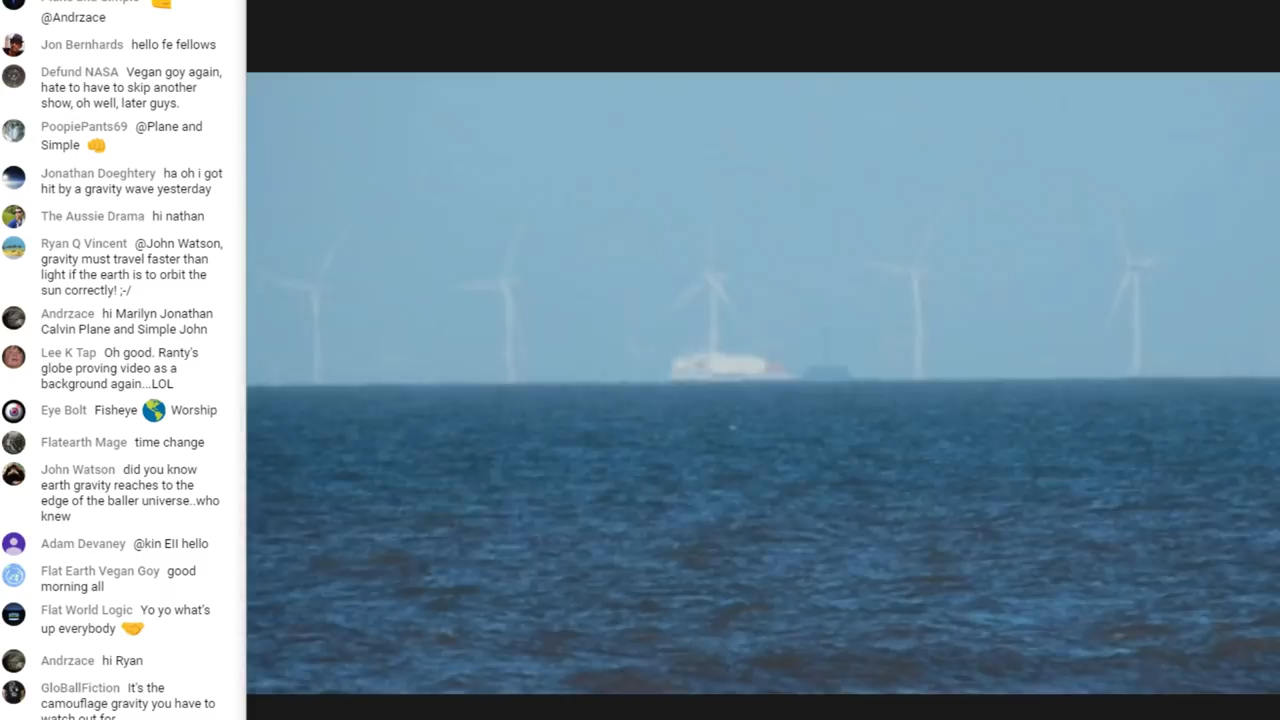 @Andrzace
Jon Bernhards hello fe fellows
Defund NASA Vegan goy again,
hate to have to skip another
show, oh well, later guys.
PoopiePants69 @Plane and
Simple
Jonathan Doeghtery ha oh i got
hit by a gravity wave yesterday
The Aussie Drama hi nathan
Ryan Q Vincent @John Watson,
gravity must travel faster than
light if the earth is to orbit the
sun correctly! ;-/
Andrzace hi Marilyn Jonathan
Calvin Plane and Simple John
Lee K Tap Oh good. Ranty's
globe proving video as a
background again...LOL
Eye Bolt Fisheye 🌎 Worship
Flatearth Mage time change
John Watson did you know
earth gravity reaches to the
edge of the baller universe..who
knew
Adam Devaney @kin Ell hello
Flat Earth Vegan Goy good
morning all
Flat World Logic Yo yo what's
up everybody
Andrzace hi Ryan
GloBallFiction It's the
camouflage gravity you have to
watch out for